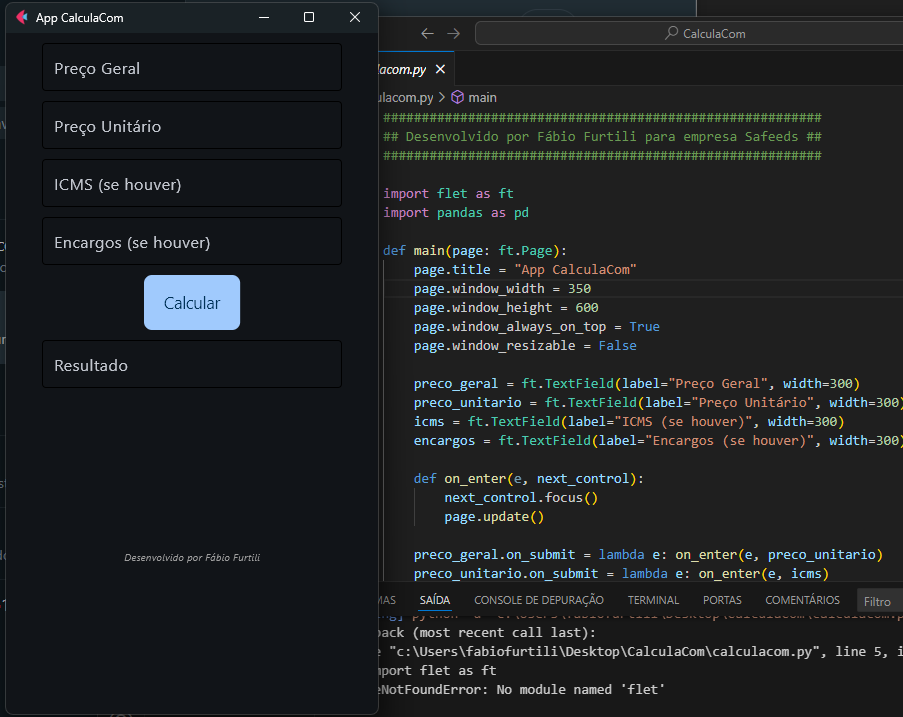 App CalculaCom
Preço Geral
Preço Unitário
ICMS (se houver)
Encargos (se houver)
Calcular
Resultado
Desenvolvido por Fábio Furtili
CalculaCom
lacom.py
ulacom.py > main
##########################################################
## Desenvolvido por Fábio Furtili para empresa Safeeds ##
##########################################################
import flet as ft
import pandas as pd
def main(page: ft.Page):
page.title = "App CalculaCom"
page.window_width = 350
page.window_height = 600
page.window_always_on_top = True
page.window_resizable = False
preco_geral = ft.TextField(label="Preço Geral", width=300)
preco_unitario = ft.TextField(label="Preço Unitário", width=300)
icms = ft.TextField(label="ICMS (se houver)", width=300)
encargos = ft.TextField(label="Encargos (se houver)", width=300)
def on_enter(e, next_control):
next_control.focus()
page.update()
preco_geral.on_submit = lambda e: on_enter(e, preco_unitario)
preco_unitario.on_submit = lambda e: on_enter(e, icms)
MAS SAÍDA CONSOLE DE DEPURAÇÃO TERMINAL PORTAS COMENTÁRIOS Filtro
back (most recent call last):
"c:\Users\fabiofurtili\Desktop\CalculaCom\calculacom.py", line 5, i
mport flet as ft
eNotFoundError: No module named 'flet'